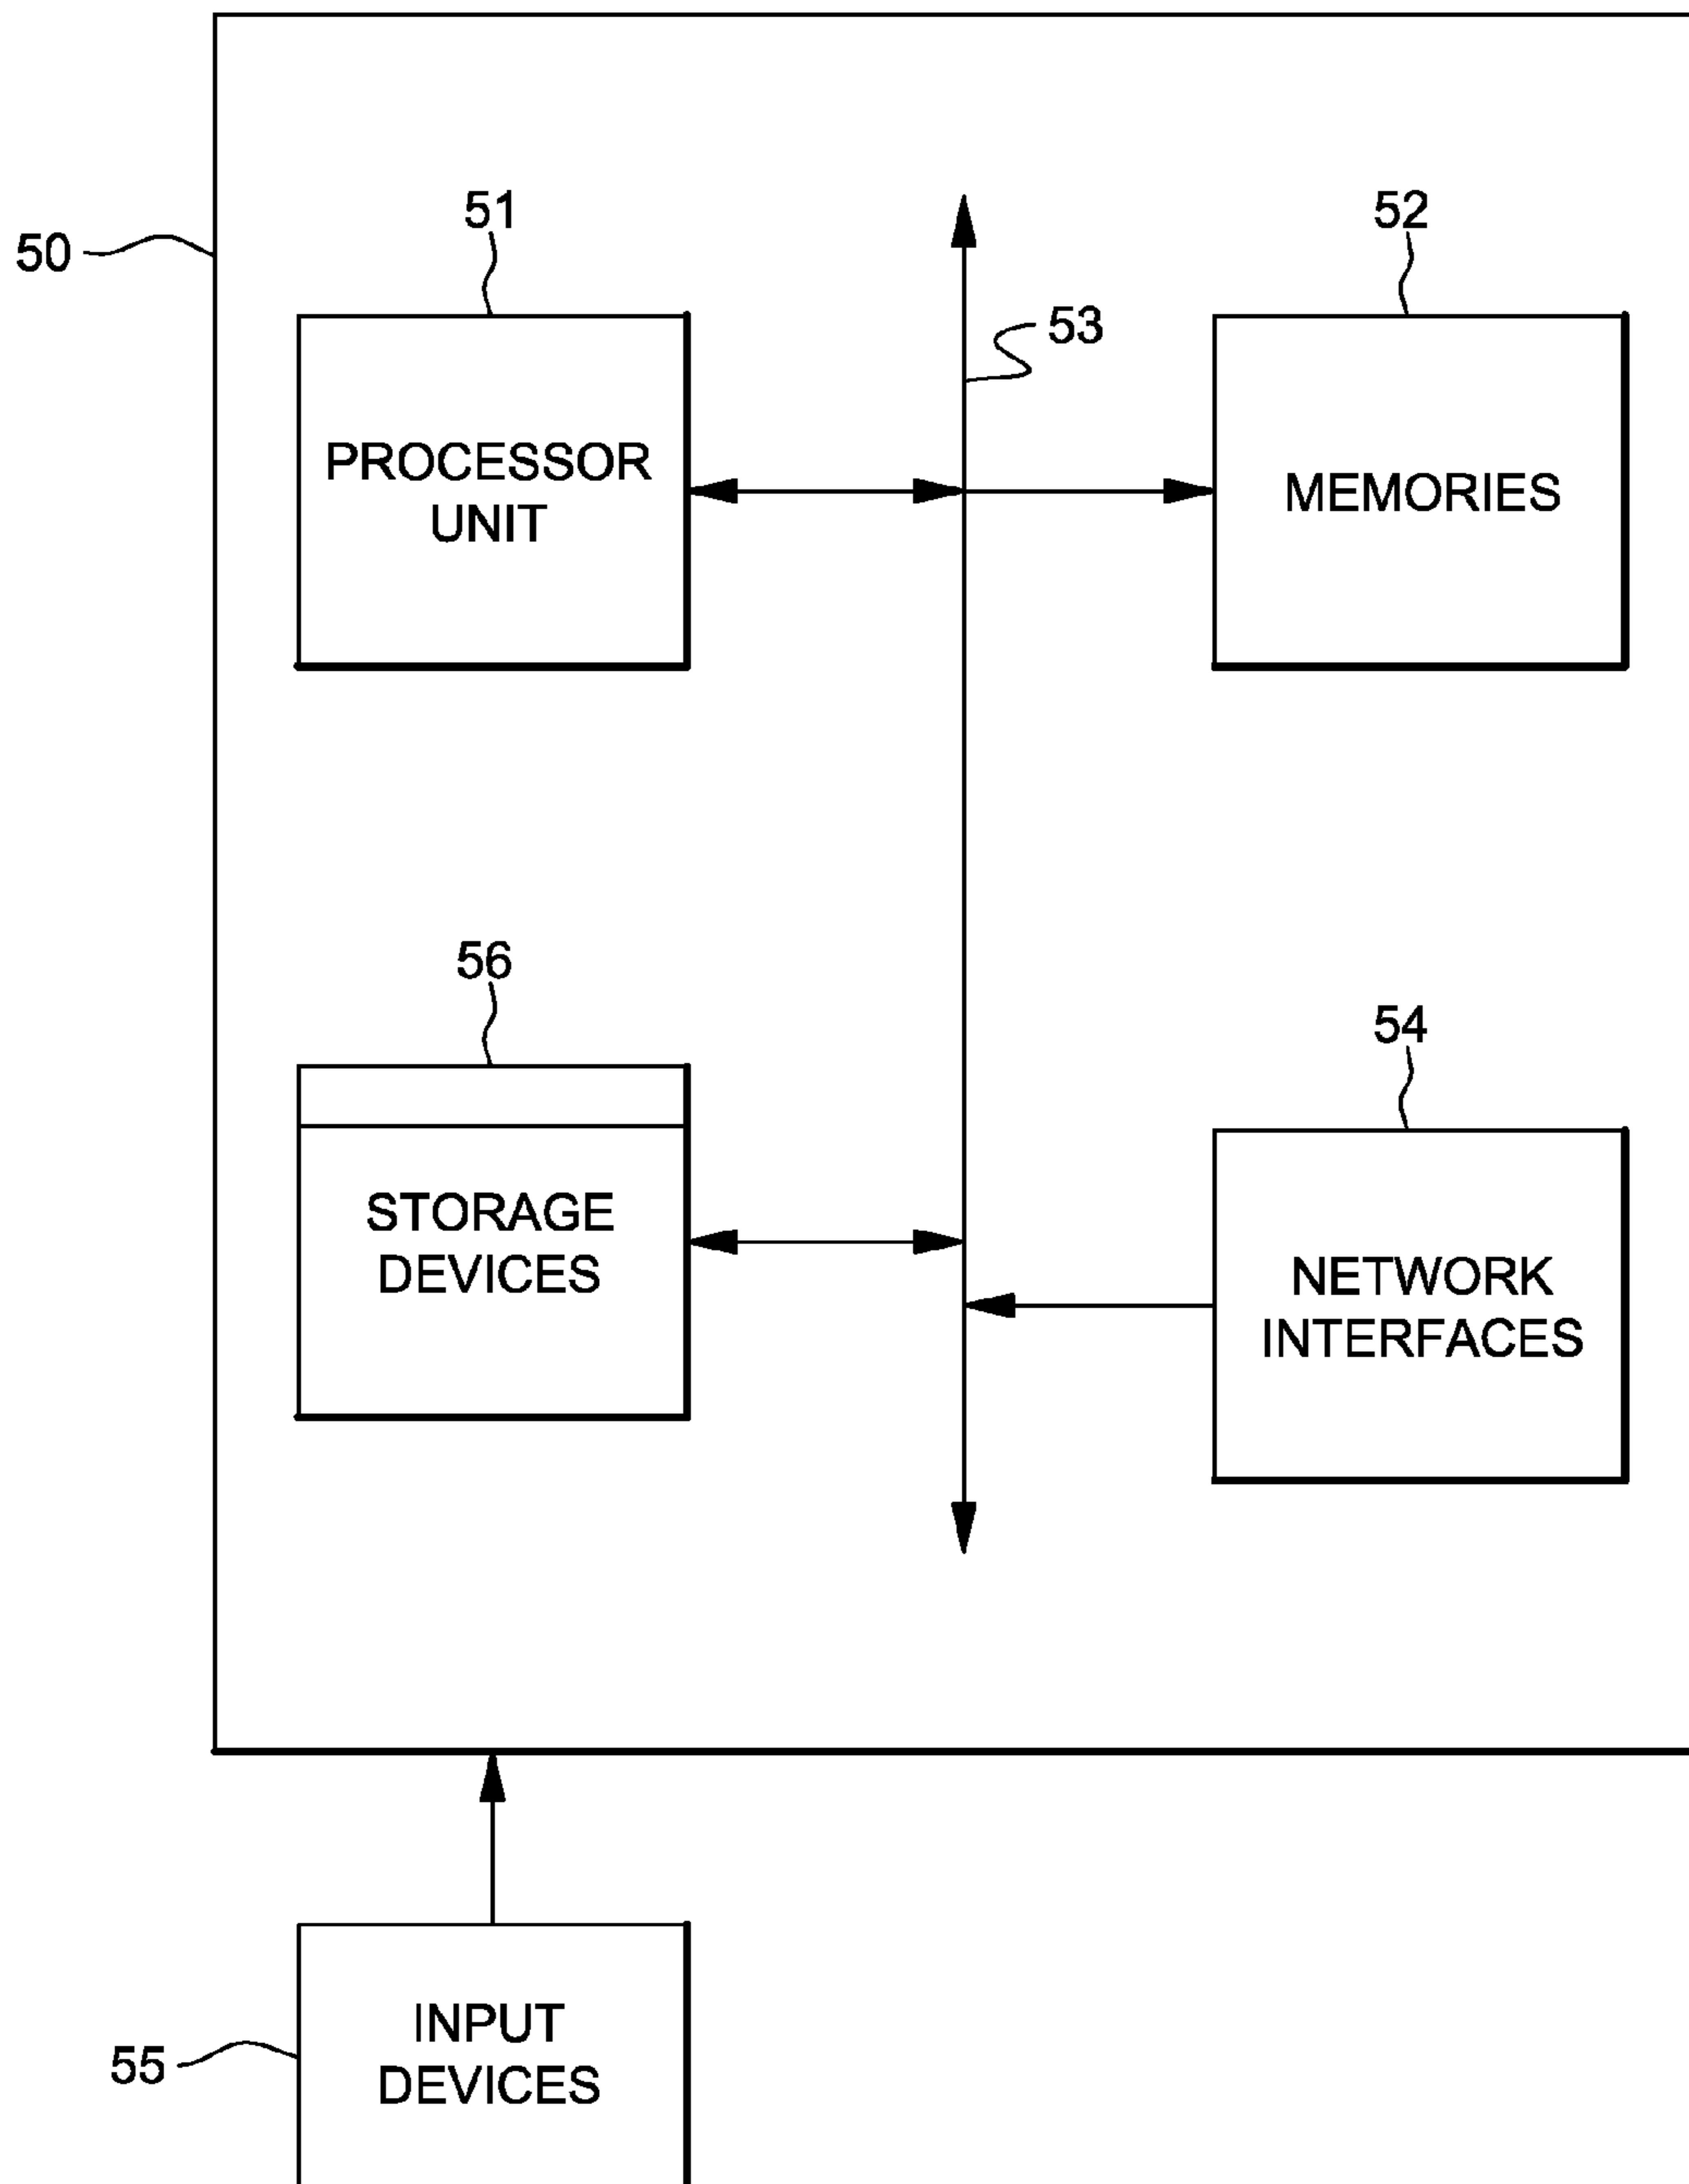 50
51
52
53
PROCESSOR
UNIT
MEMORIES
56
54
STORAGE
DEVICES
NETWORK
INTERFACES
55
INPUT
DEVICES